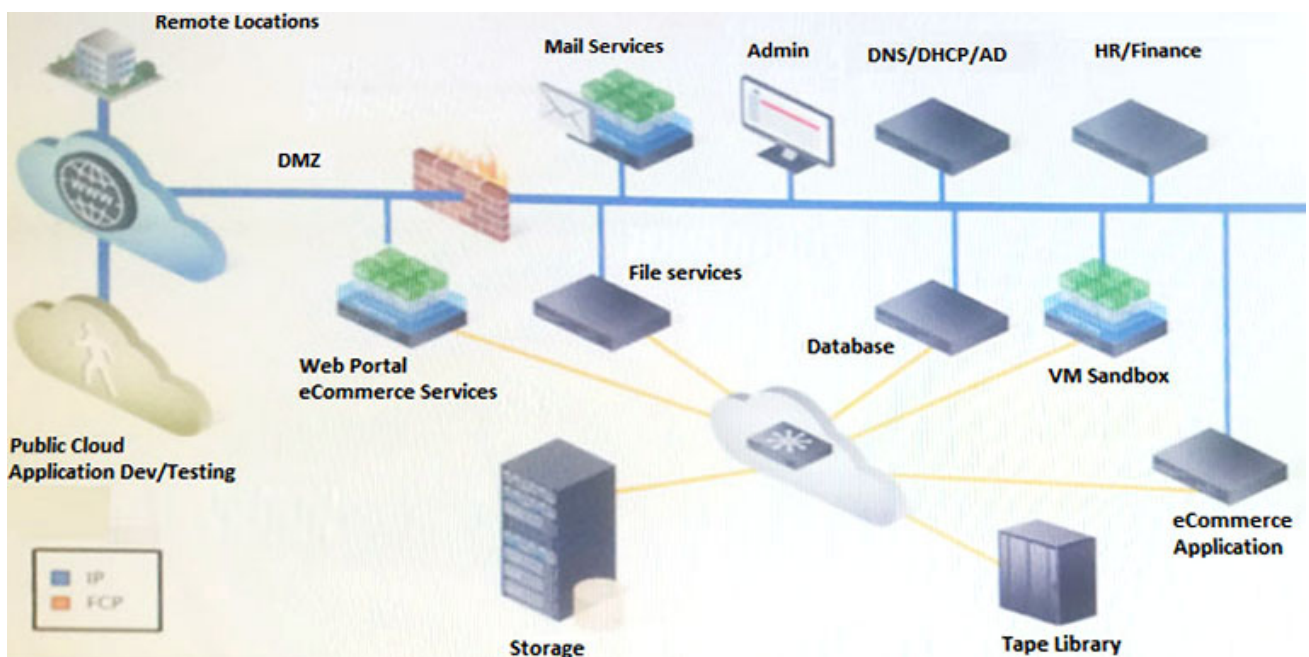 Remote Locations
Mail Services
Admin
DNS/DHCP/AD
HR/Finance
WWW
DMZ
File services
Database
VM Sandbox
Web Portal
eCommerce Services
Public Cloud
Application Dev/Testing
eCommerce
Application
IP
FCP
Storage
Tape Library